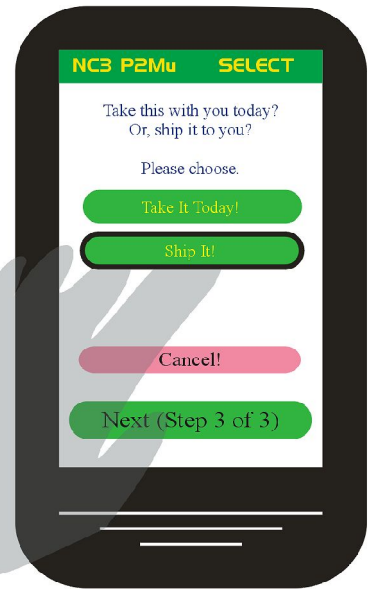 NC3 P2Mu SELECT
Take this with you today?
Or, ship it to you?
Please choose.
Take It Today!
Ship It!
Cancel!
Next (Step 3 of 3)